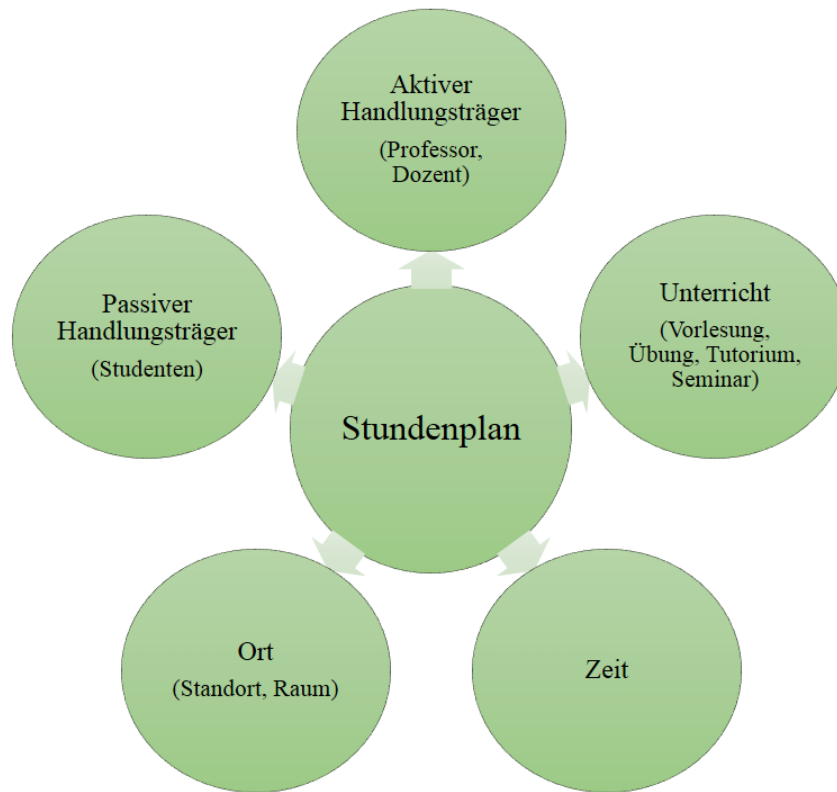 Aktiver
Handlungsträger
(Professor,
Dozent)
Passiver
Handlungsträger
(Studenten)
Unterricht
(Vorlesung,
Übung, Tutorium,
Seminar)
Stundenplan
Ort
(Standort, Raum)
Zeit